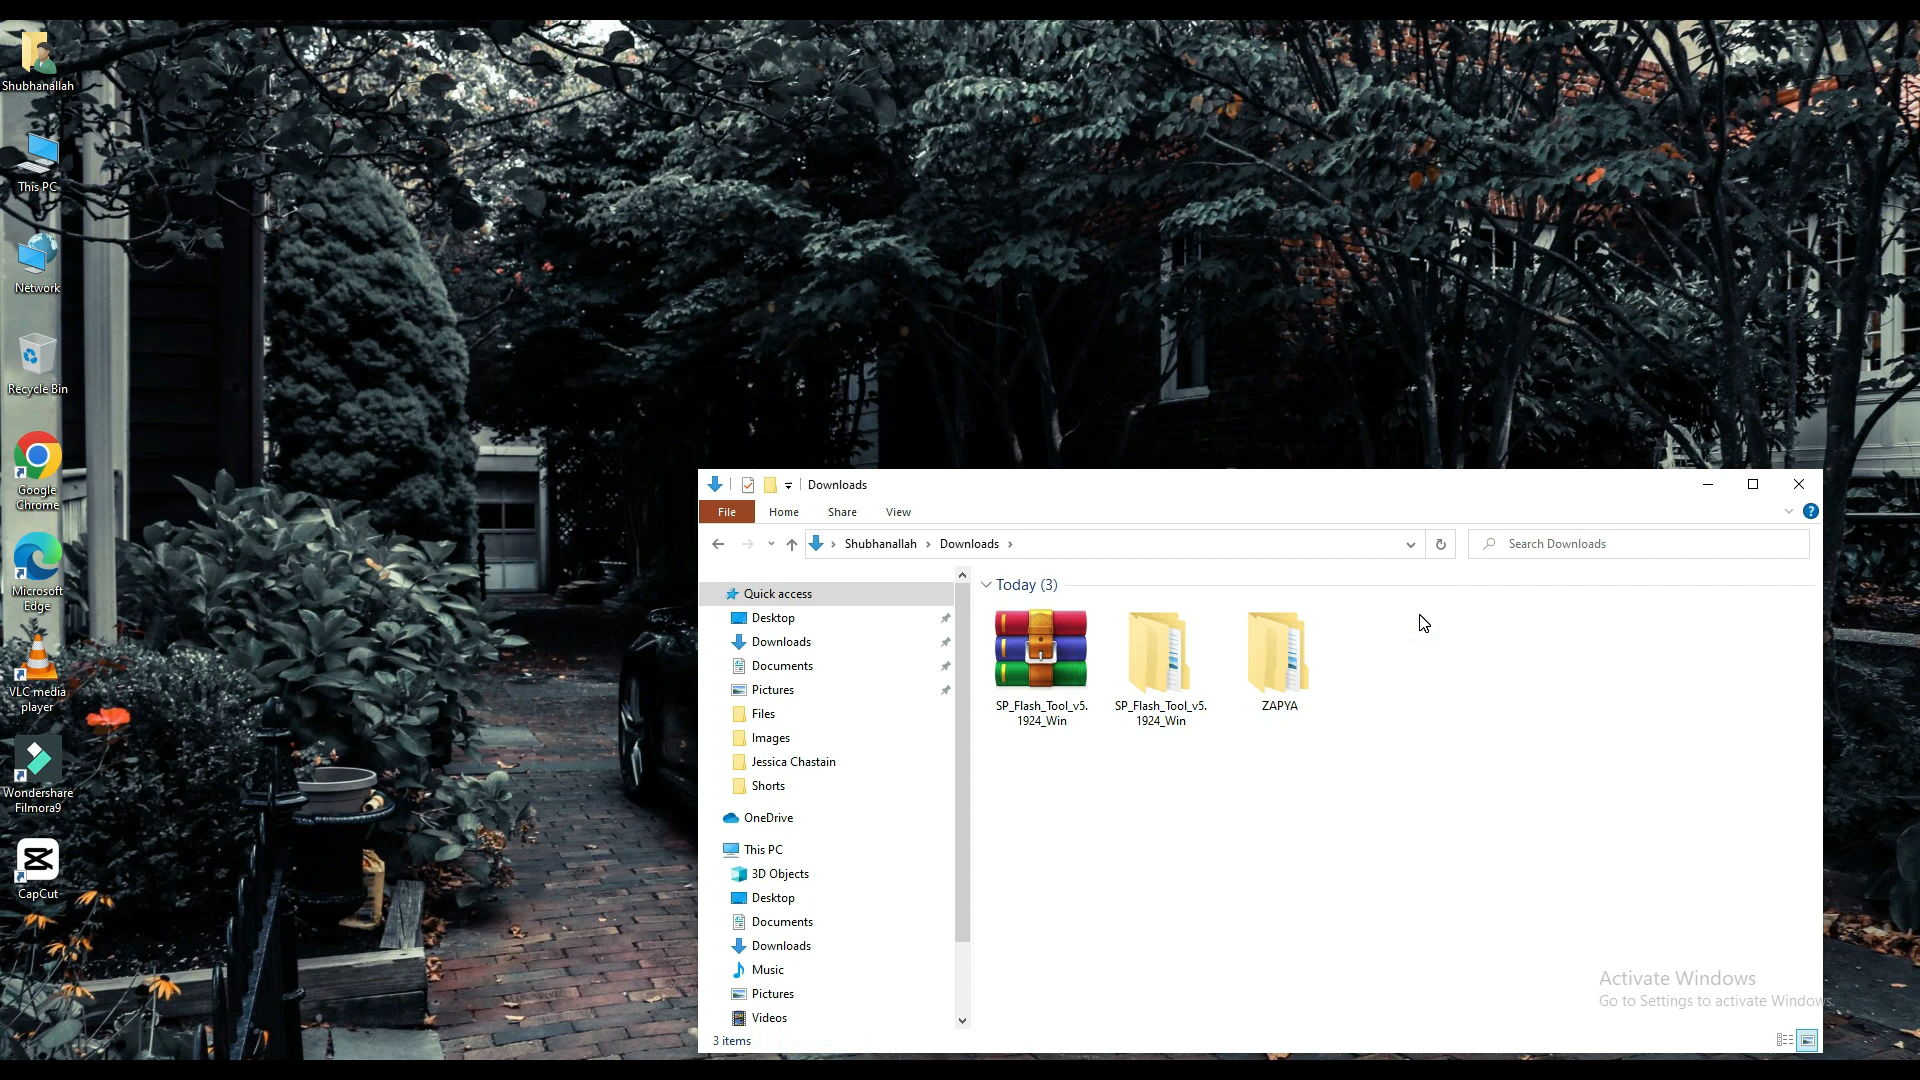 Shubhanallah
This PC
Network
Recycle Bin
Google
Chrome
Microsoft
Edge
VLC media
player
Wondershare
Filmora9
CapCut
Downloads
File Home Share View
Shubhanallah Downloads
Search Downloads
Quick access
Desktop
Downloads
Documents
Pictures
Files
Images
Jessica Chastain
Shorts
OneDrive
This PC
3D Objects
Desktop
Documents
Downloads
Music
Pictures
Videos
3 items
Today (3)
SP_Flash_Tool_v5.
1924_Win
SP_Flash_Tool_v5.
1924_Win
ZAPYA
Activate Windows
Go to Settings to activate Windows.